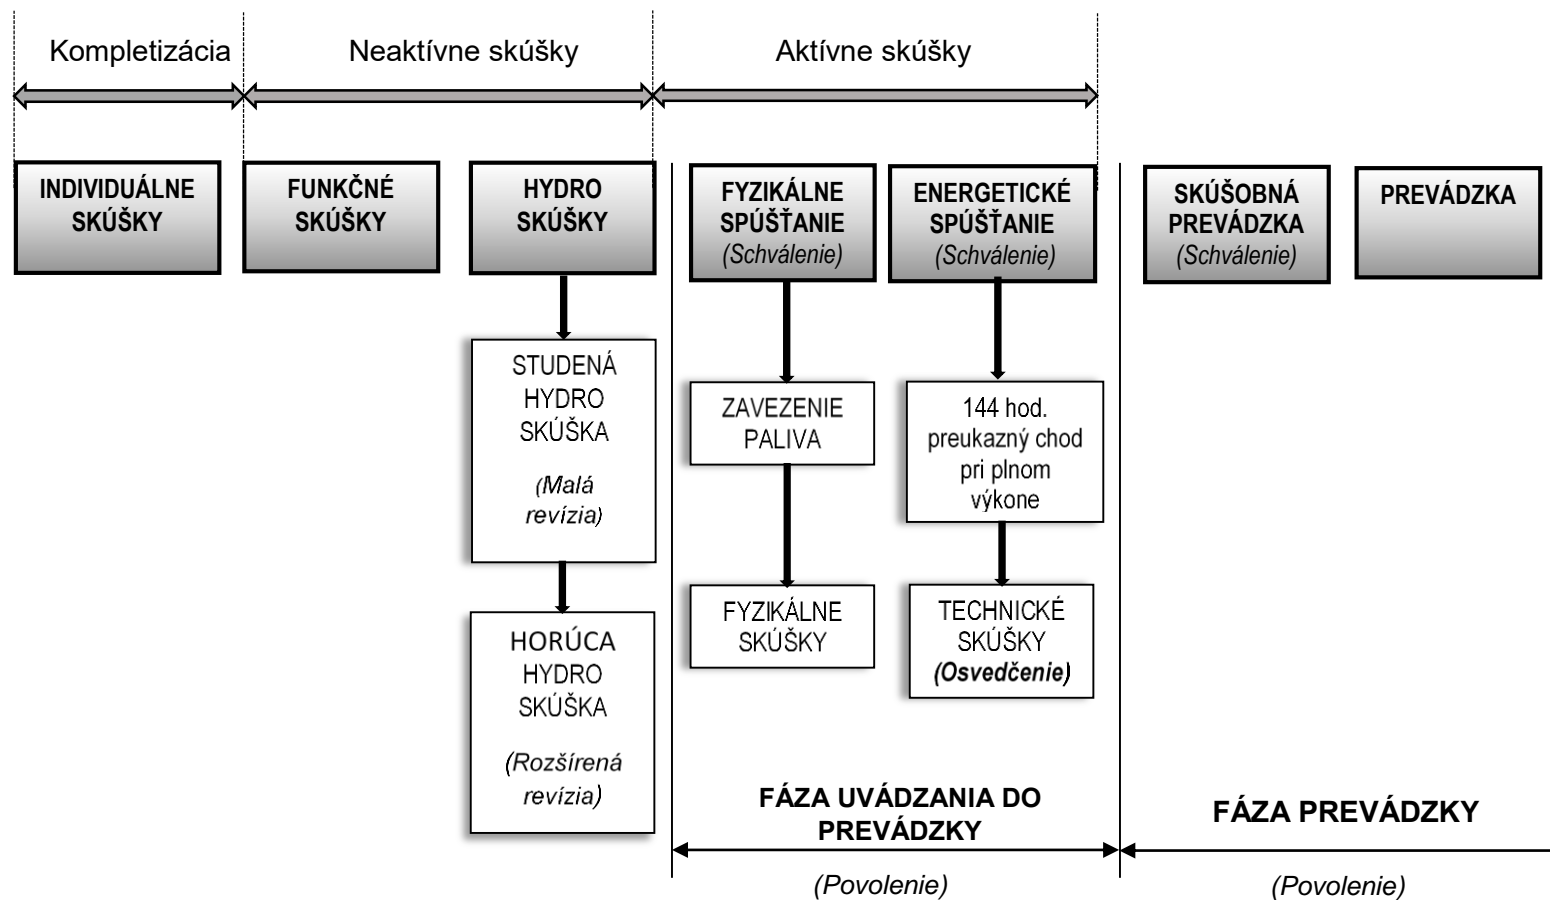 Kompletizácia
Neaktívne skúšky
Aktívne skúšky
INDIVIDUÁLNE
SKÚŠKY
FUNKČNÉ
SKÚŠKY
HYDRO
SKÚŠKY
FYZIKÁLNE
SPÚŠŤANIE
(Schválenie)
ENERGETICKÉ
SPÚŠŤANIE
(Schválenie)
SKÚŠOBNÁ
PREVÁDZKA
(Schválenie)
PREVÁDZKA
STUDENÁ
HYDRO
SKÚŠKA
(Malá
revízia)
HORÚCA
HYDRO
SKÚŠKA
(Rozšírená
revízia)
ZAVEZENIE
PALIVA
FYZIKÁLNE
SKÚŠKY
144 hod.
preukazný chod
pri plnom
výkone
TECHNICKÉ
SKÚŠKY
(Osvedčenie)
FÁZA UVÁDZANIA DO
PREVÁDZKY
(Povolenie)
FÁZA PREVÁDZKY
(Povolenie)